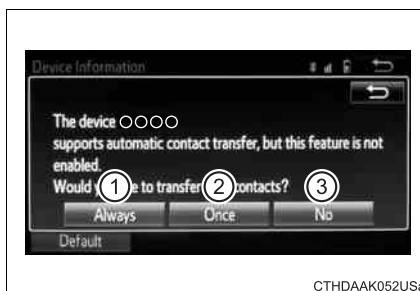 Device Information
The device ○○○○
supports automatic contact transfer, but this feature is not
enabled.
Would to transfer contacts?
① ② ③
Always Once No
Default
CTHDAAK052US